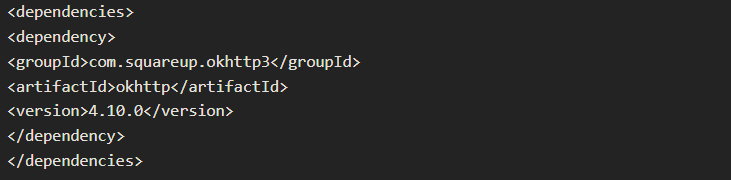 <dependencies>
<dependency>
<groupId>com.squareup.okhttp3</groupId>
<artifactId>okhttp</artifactId>
<version>4.10.0</version>
</dependency>
</dependencies>